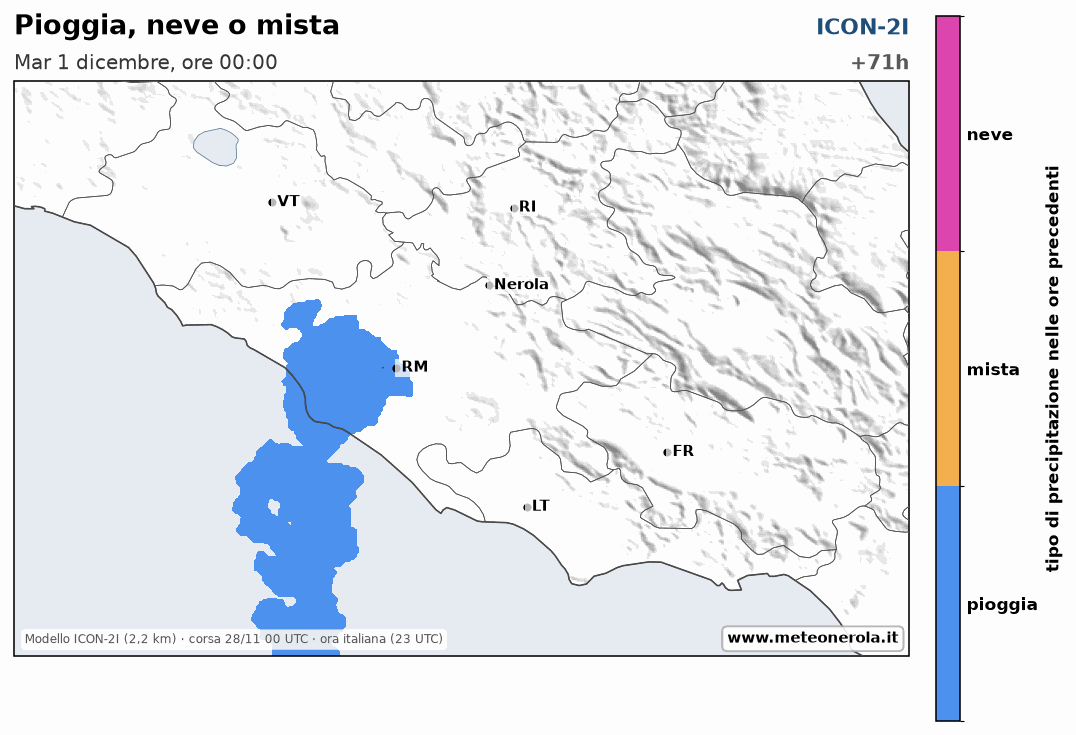 Pioggia, neve o mista
ICON-2I
Mar 1 dicembre, ore 00:00
+71h
neve
VT
RI
Nerola
mista
RM
FR
LT
pioggia
tipo di precipitazione nelle ore precedenti
Modello ICON-2I (2,2 km) · corsa 28/11 00 UTC · ora italiana (23 UTC)
www.meteonerola.it